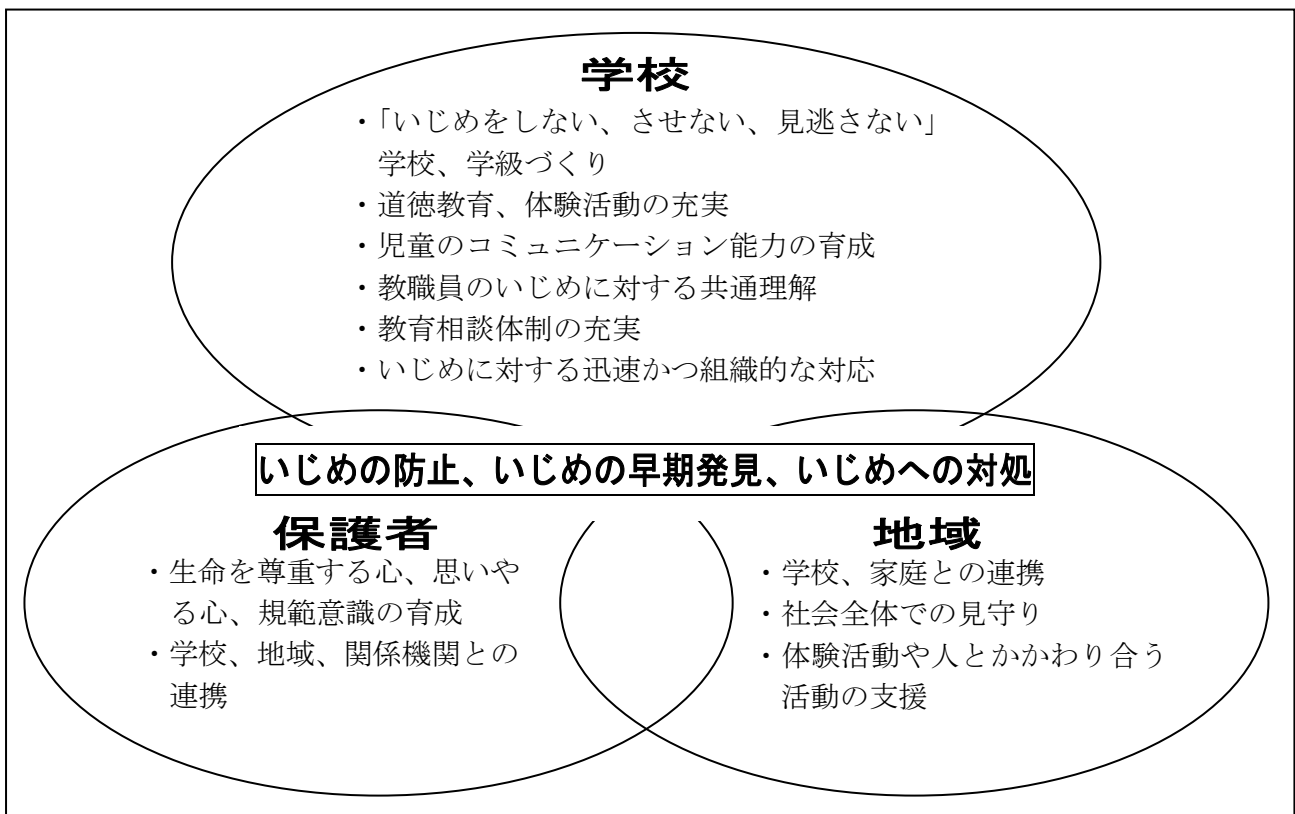 学校
・「いじめをしない、させない、見逃さない」
学校、学級づくり
・道徳教育、体験活動の充実
・児童のコミュニケーション能力の育成
・教職員のいじめに対する共通理解
・教育相談体制の充実
・いじめに対する迅速かつ組織的な対応
いじめの防止、いじめの早期発見、いじめへの対処
保護者
・生命を尊重する心、思いや
る心、規範意識の育成
・学校、地域、関係機関との
連携
地域
・学校、家庭との連携
・社会全体での見守り
・体験活動や人とかかわり合う
活動の支援